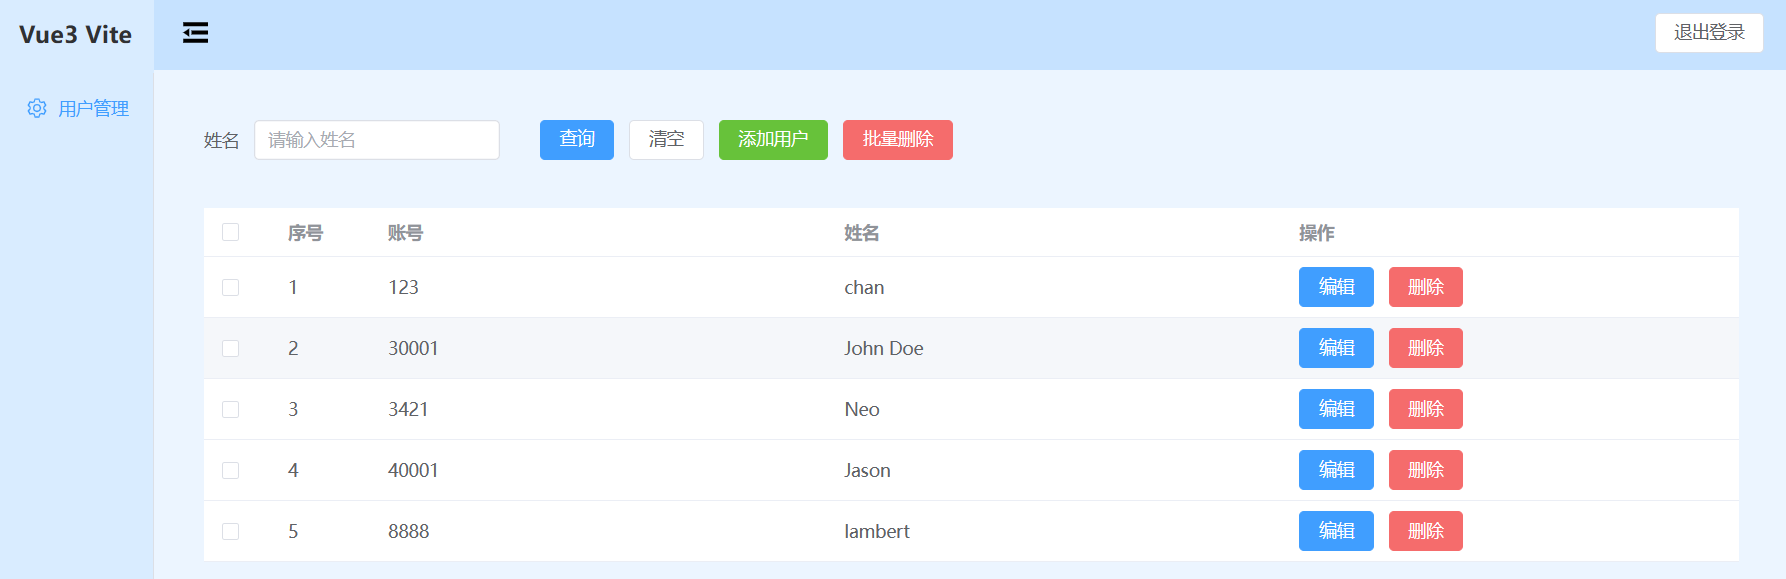 Vue3 Vite
退出登录
用户管理
姓名 请输入姓名 查询 清空 添加用户 批量删除
序号 账号 姓名 操作
1 123 chan 编辑 删除
2 30001 John Doe 编辑 删除
3 3421 Neo 编辑 删除
4 40001 Jason 编辑 删除
5 8888 lambert 编辑 删除